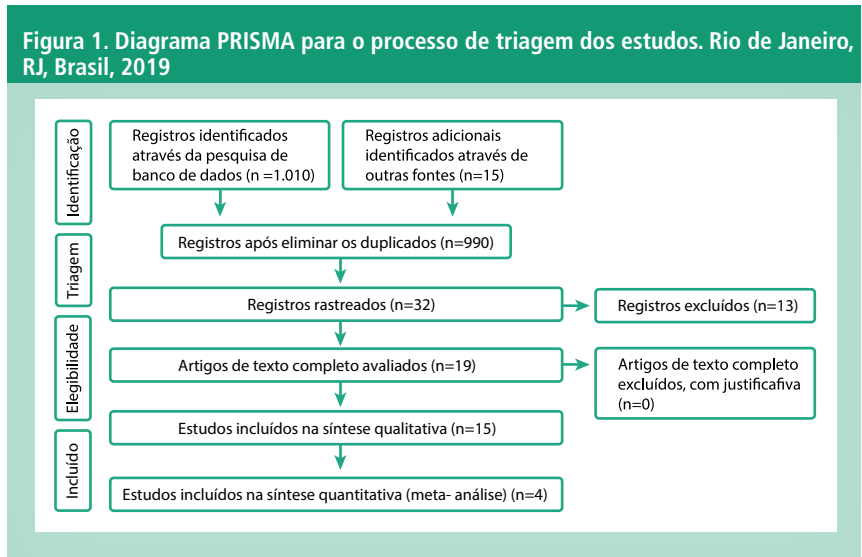 Figura 1. Diagrama PRISMA para o processo de triagem dos estudos. Rio de Janeiro,
RJ, Brasil, 2019
Identificação
Registros identificados
através da pesquisa de
banco de dados (n =1.010)
Registros adicionais
identificados através de
outras fontes (n=15)
Registros após eliminar os duplicados (n=990)
Triagem
Registros rastreados (n=32)
Registros excluídos (n=13)
Elegibilidade
Artigos de texto completo avaliados (n=19)
Artigos de texto completo
excluídos, com justificafiva
(n=0)
Estudos incluídos na síntese qualitativa (n=15)
Incluído
Estudos incluídos na síntese quantitativa (meta- análise) (n=4)